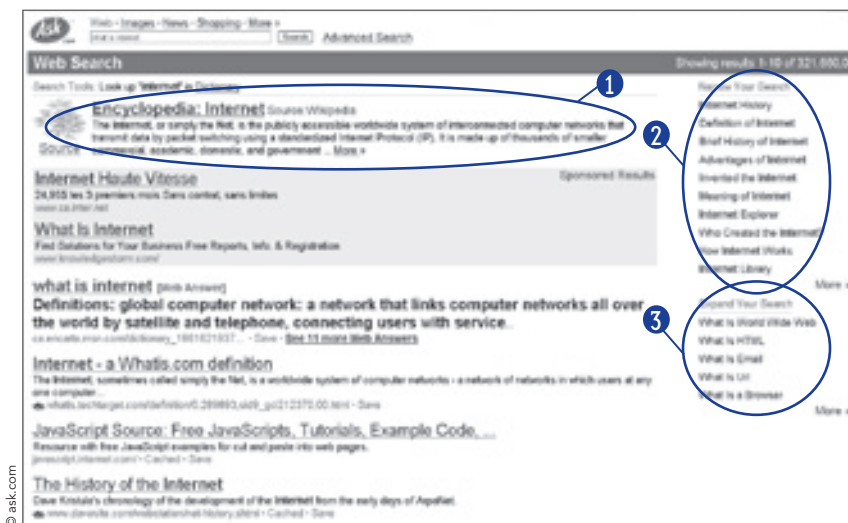 Ask
Web - Images - News - Shopping - More »
what is internet Search Advanced Search
Web Search Showing results 1-10 of 321,
Search Tools: Look up "Internet" in Dictionary
1
Encyclopedia: Internet Source Wikipedia
The Internet, or simply the Net, is the publicly accessible worldwide system of interconnected computer networks that
transmit data by packet switching using a standardized Internet Protocol (IP). It is made up of thousands of smaller
commercial, academic, domestic, and government ... More »
Source
Internet Haute Vitesse Sponsored Results
24,95$ les 3 premiers mois Sans contrat, sans limites
What Is Internet
Find Solutions for Your Business Free Reports, Info. & Registration
www.knowledgestorm.com/
what is internet [Web Answer]
Definitions: global computer network: a network that links computer networks all over
the world by satellite and telephone, connecting users with service...
- Save - See 11 more Web Answers
Internet - a Whatis.com definition
The Internet, sometimes called simply the Net, is a worldwide system of computer networks - a network of networks in which users at any
one computer ...
- Save
JavaScript Source: Free JavaScripts, Tutorials, Example Code, ...
Resource with free JavaScript examples for cut and paste into web pages.
javascript.internet.com/ - Cached - Save
The History of the Internet
Dave Kristula's chronology of the development of the Internet from the early days of ArpaNet.
- Cached - Save
2
Narrow Your Search
Internet History
Definition of Internet
Brief History of Internet
Advantages of Internet
Invented the Internet
Meaning of Internet
Internet Explorer
Who Created the Internet?
How Internet Works
Internet Library
More »
3
Expand Your Search
What Is World Wide Web
What Is HTML
What Is Email
What Is Url
What Is a Browser
More »
© ask.com